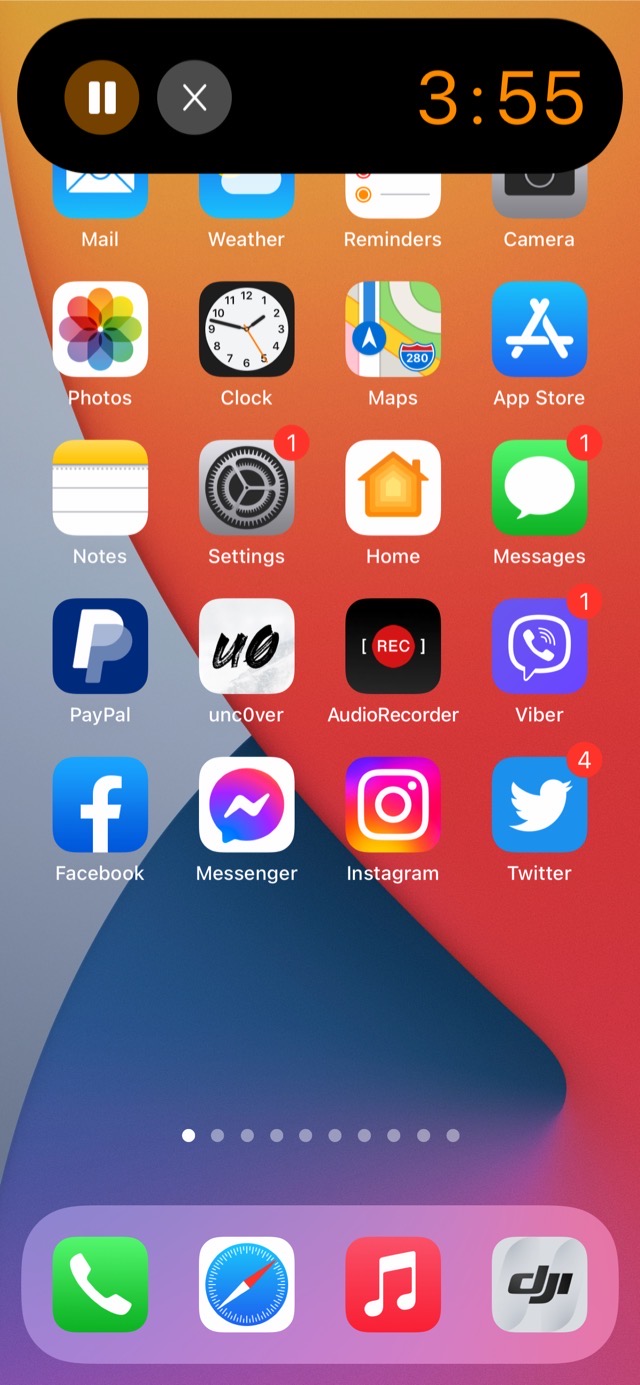 3:55
Mail Weather Reminders Camera
12
11 1
10 2
9 3
8 4
7 5
6
280
Photos Clock Maps App Store
1 1
Notes Settings Home Messages
1
unc0ver
[ REC ]
PayPal unc0ver AudioRecorder Viber
4
Facebook Messenger Instagram Twitter
dji